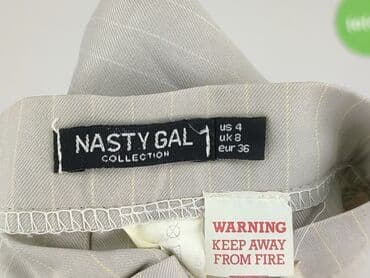 NASTY GAL
COLLECTION
us 4
uk 8
eur 36
WARNING
KEEP AWAY
FROM FIRE